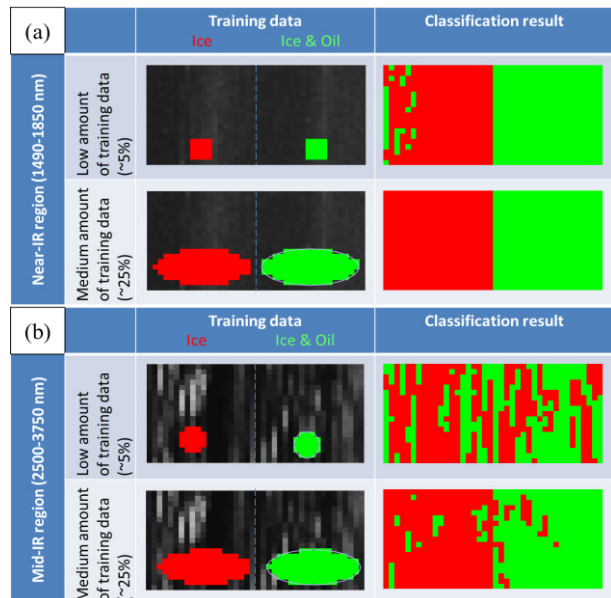 (a)
Training data
Classification result
Ice
Ice & Oil
Near-IR region (1490-1850 nm)
Low amount
of training data
(~5%)
Medium amount
of training data
(~25%)
(b)
Training data
Classification result
Ice
Ice & Oil
Mid-IR region (2500-3750 nm)
Low amount
of training data
(~5%)
Medium amount
of training data
(~25%)